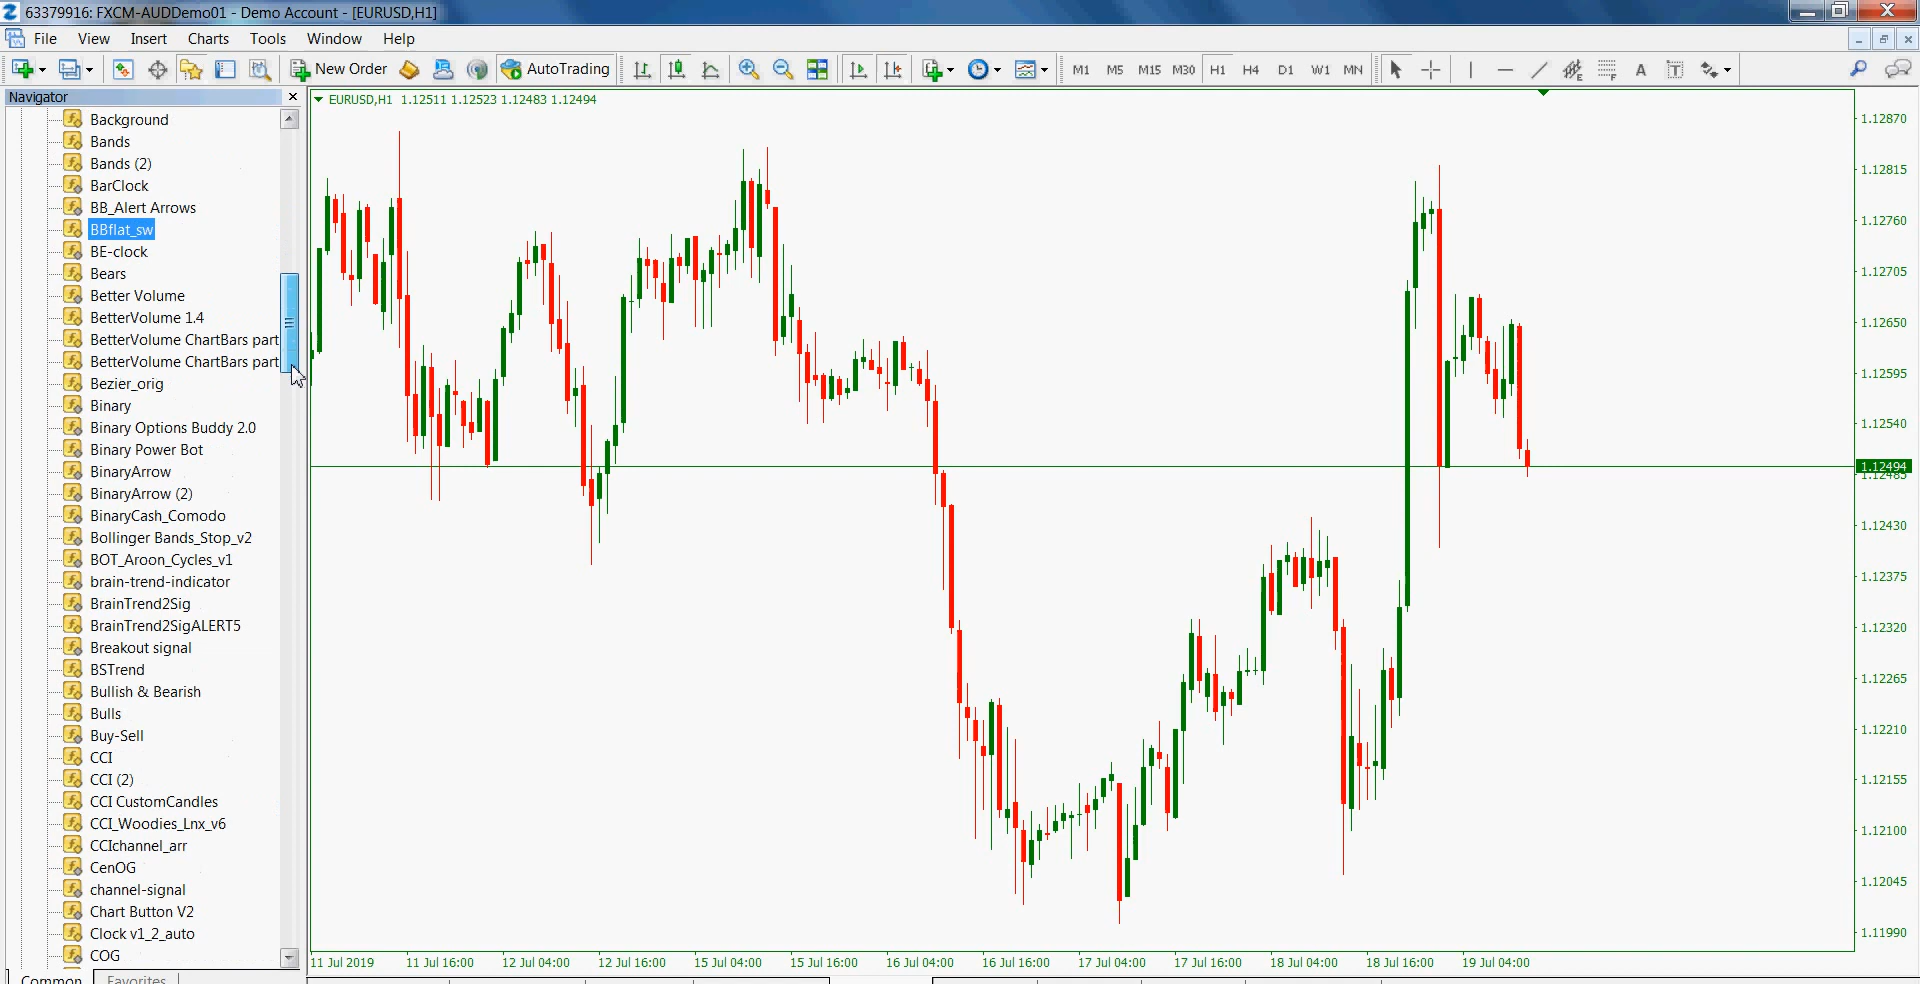 63379916: FXCM-AUDDemo01 - Demo Account - [EURUSD,H1]
File View Insert Charts Tools Window Help
New Order AutoTrading M1 M5 M15 M30 H1 H4 D1 W1 MN A T
Navigator
Background
Bands
Bands (2)
BarClock
BB_Alert Arrows
BBflat_sw
BE-clock
Bears
Better Volume
BetterVolume 1.4
BetterVolume ChartBars part
BetterVolume ChartBars part
Bezier_orig
Binary
Binary Options Buddy 2.0
Binary Power Bot
BinaryArrow
BinaryArrow (2)
BinaryCash_Comodo
Bollinger Bands_Stop_v2
BOT_Aroon_Cycles_v1
brain-trend-indicator
BrainTrend2Sig
BrainTrend2SigALERT5
Breakout signal
BSTrend
Bullish & Bearish
Bulls
Buy-Sell
CCI
CCI (2)
CCI CustomCandles
CCI_Woodies_Lnx_v6
CCIchannel_arr
CenOG
channel-signal
Chart Button V2
Clock v1_2_auto
COG
Common Favorites
EURUSD,H1 1.12511 1.12523 1.12483 1.12494
1.12870
1.12815
1.12760
1.12705
1.12650
1.12595
1.12540
1.12494
1.12485
1.12430
1.12375
1.12320
1.12265
1.12210
1.12155
1.12100
1.12045
1.11990
11 Jul 2019 11 Jul 16:00 12 Jul 04:00 12 Jul 16:00 15 Jul 04:00 15 Jul 16:00 16 Jul 04:00 16 Jul 16:00 17 Jul 04:00 17 Jul 16:00 18 Jul 04:00 18 Jul 16:00 19 Jul 04:00